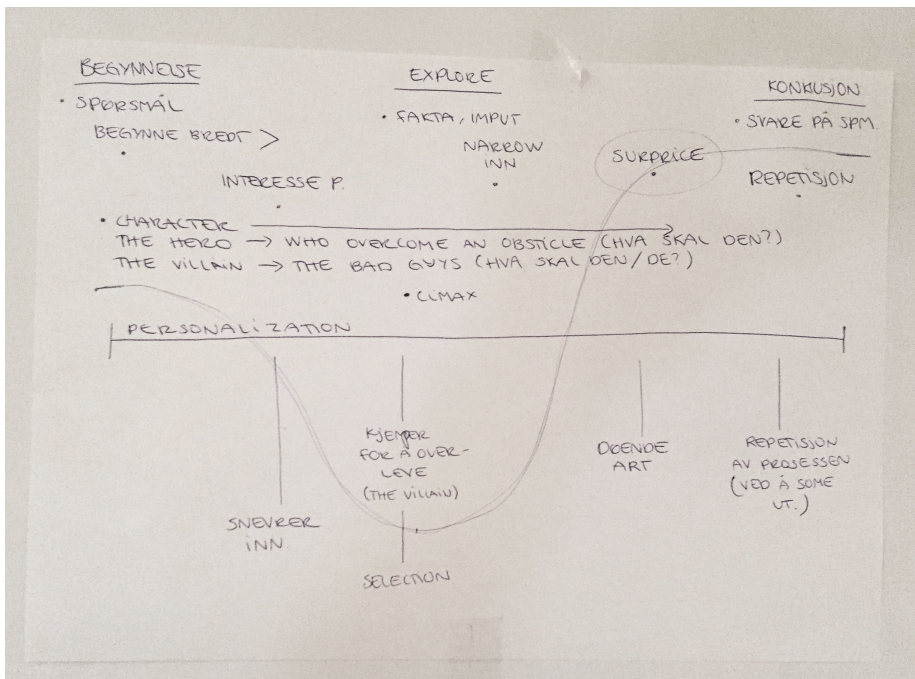 BEGYNNELSE
• SPØRSMÅL
BEGYNNE BREDT >
INTERESSE P.
EXPLORE
• FAKTA, IMPUT
NARROW
INN
KONKLUSJON
• SVARE PÅ SPM.
SURPRICE
REPETISJON
• CHARACTER
THE HERO → WHO OVERCOME AN OBSTICLE (HVA SKAL DEN?)
THE VILLAIN → THE BAD GUYS (HVA SKAL DEN/DE?)
• CLIMAX
PERSONALIZATION
SNEVRER
INN
KJEMPER
FOR Å OVER-
LEVE
(THE VILLAIN)
SELECTION
DØENDE
ART
REPETISJON
AV PROSESSEN
(VED Å SOME
UT.)